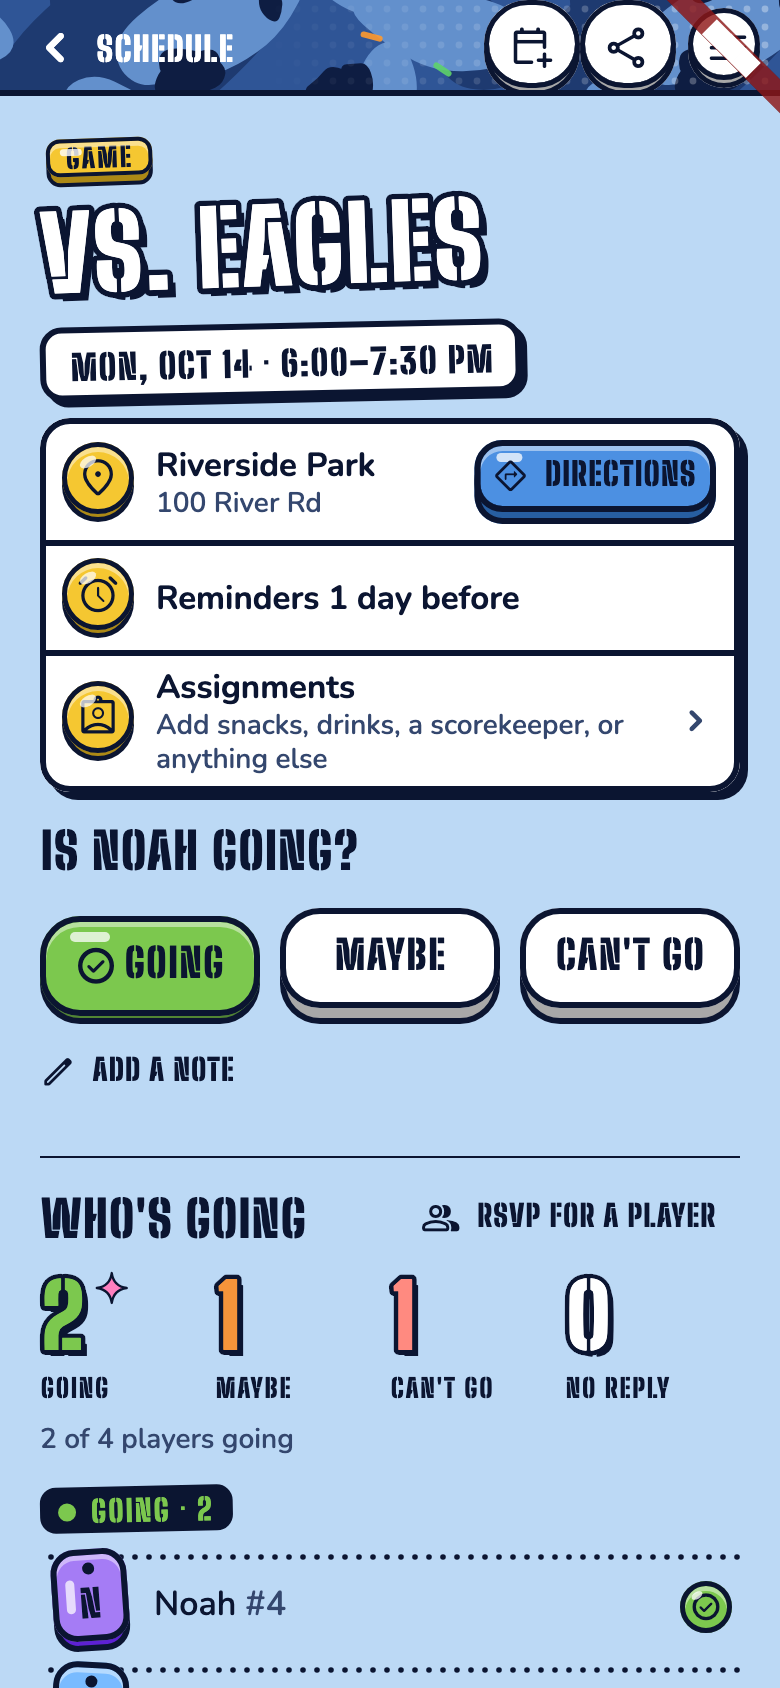 SCHEDULE
GAME
VS. EAGLES
MON, OCT 14 · 6:00–7:30 PM
Riverside Park
100 River Rd
DIRECTIONS
Reminders 1 day before
Assignments
Add snacks, drinks, a scorekeeper, or
anything else
IS NOAH GOING?
GOING
MAYBE
CAN'T GO
ADD A NOTE
WHO'S GOING
RSVP FOR A PLAYER
2
1
1
0
GOING
MAYBE
CAN'T GO
NO REPLY
2 of 4 players going
GOING · 2
N
Noah #4